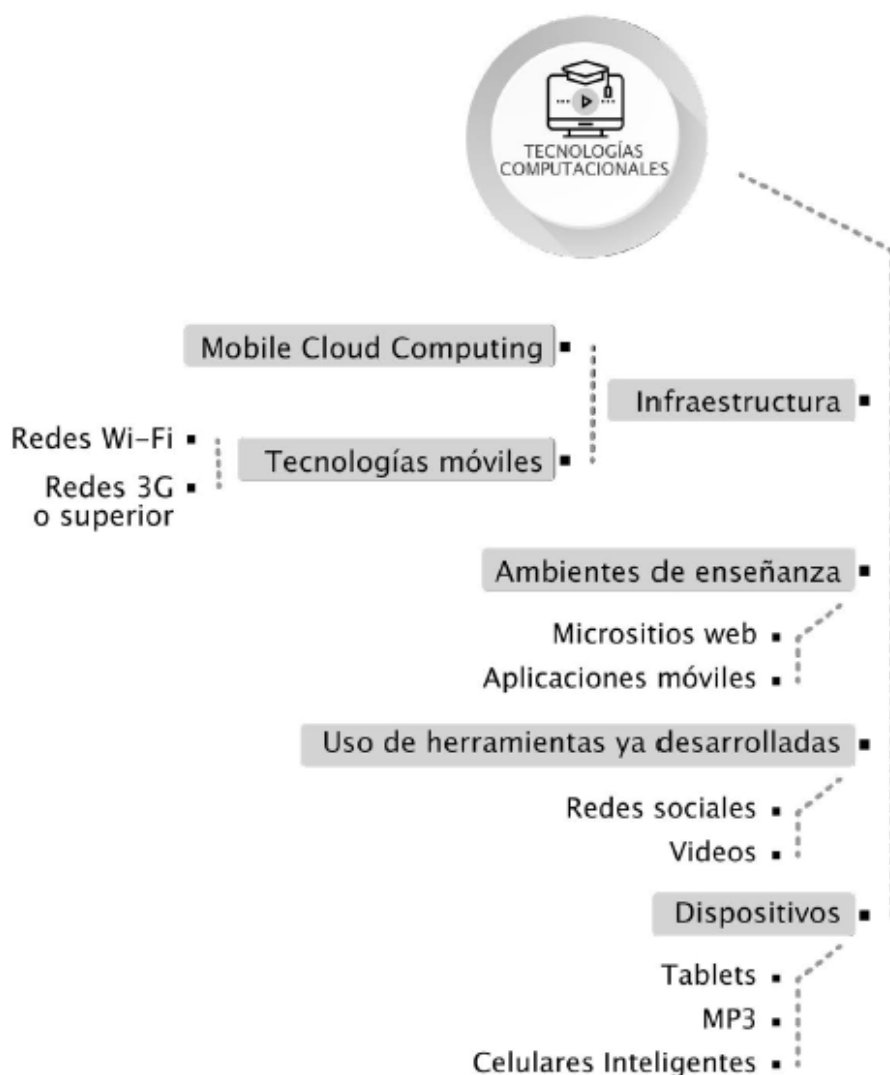 TECNOLOGÍAS
COMPUTACIONALES
Mobile Cloud Computing
Infraestructura
Redes Wi-Fi
Tecnologías móviles
Redes 3G
o superior
Ambientes de enseñanza
Micrositios web
Aplicaciones móviles
Uso de herramientas ya desarrolladas
Redes sociales
Videos
Dispositivos
Tablets
MP3
Celulares Inteligentes